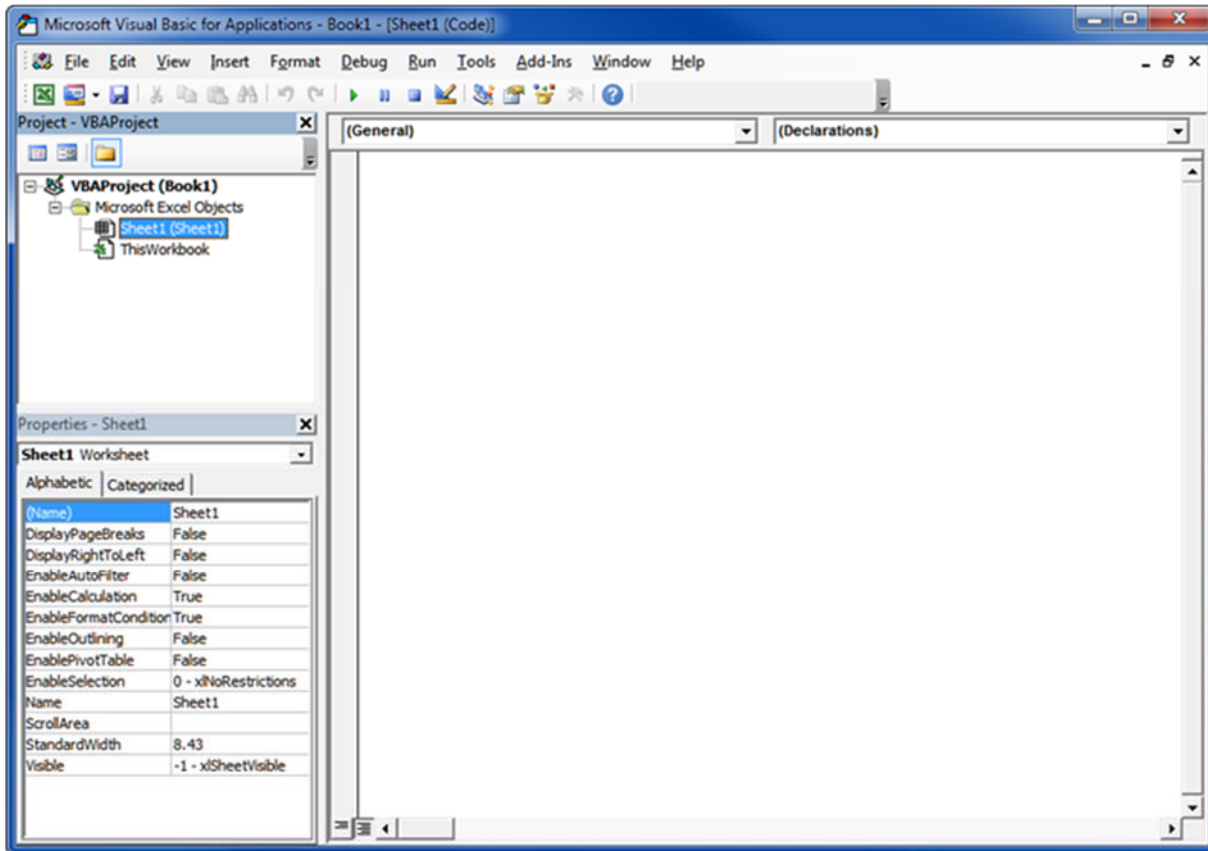 Microsoft Visual Basic for Applications - Book1 - [Sheet1 (Code)]
File Edit View Insert Format Debug Run Tools Add-Ins Window Help
Project - VBAProject
(General) (Declarations)
VBAProject (Book1)
Microsoft Excel Objects
Sheet1 (Sheet1)
ThisWorkbook
Properties - Sheet1
Sheet1 Worksheet
Alphabetic Categorized
(Name) Sheet1
DisplayPageBreaks False
DisplayRightToLeft False
EnableAutoFilter False
EnableCalculation True
EnableFormatCondition True
EnableOutlining False
EnablePivotTable False
EnableSelection 0 - xlNoRestrictions
Name Sheet1
ScrollArea
StandardWidth 8.43
Visible -1 - xlSheetVisible